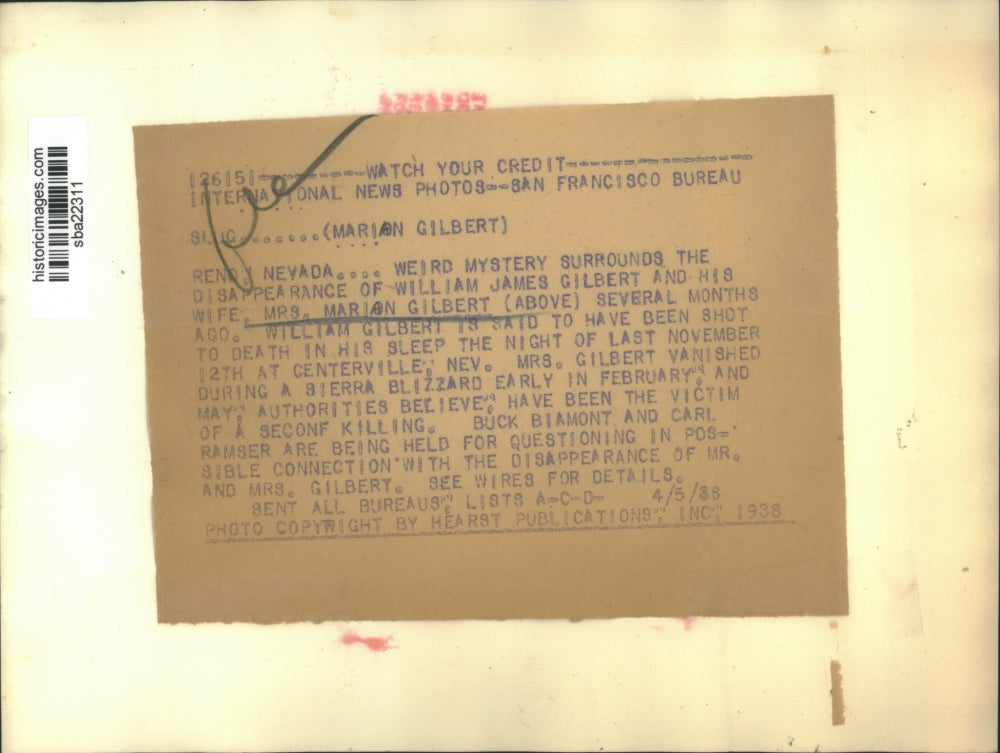 historicimages.com
sba22311
126151----------WATCH YOUR CREDIT-----------------
INTERNATIONAL NEWS PHOTOS--SAN FRANCISCO BUREAU
SLUG.......(MARION GILBERT)
RENO, NEVADA.... WEIRD MYSTERY SURROUNDS THE
DISAPPEARANCE OF WILLIAM JAMES GILBERT AND HIS
WIFE, MRS. MARION GILBERT (ABOVE) SEVERAL MONTHS
AGO. WILLIAM GILBERT IS SAID TO HAVE BEEN SHOT
TO DEATH IN HIS SLEEP THE NIGHT OF LAST NOVEMBER
12TH AT CENTERVILLE, NEV. MRS. GILBERT VANISHED
DURING A SIERRA BLIZZARD EARLY IN FEBRUARY, AND
MAY, AUTHORITIES BELIEVE, HAVE BEEN THE VICTIM
OF A SECONF KILLING. BUCK BIAMONT AND CARL
RAMSER ARE BEING HELD FOR QUESTIONING IN POS-
SIBLE CONNECTION WITH THE DISAPPEARANCE OF MR.
AND MRS. GILBERT. SEE WIRES FOR DETAILS.
SENT ALL BUREAUS, LISTS A-C-D- 4/5/38
PHOTO COPYRIGHT BY HEARST PUBLICATIONS, INC., 1938